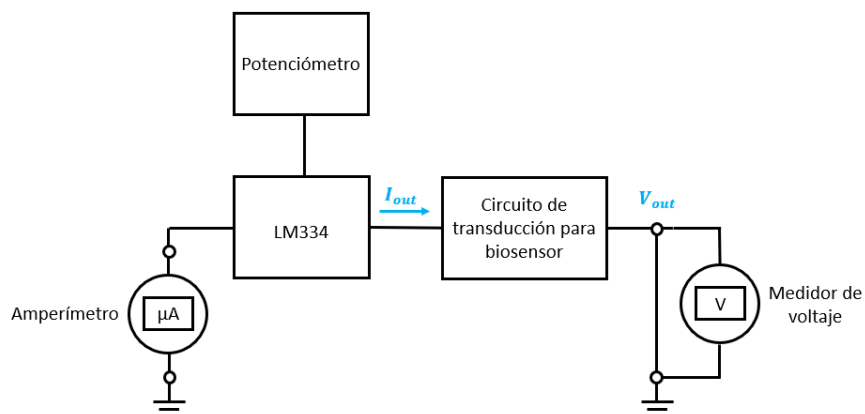 Potenciómetro
LM334
I_out
Circuito de
transducción para
biosensor
V_out
Amperímetro
µA
V
Medidor de
voltaje